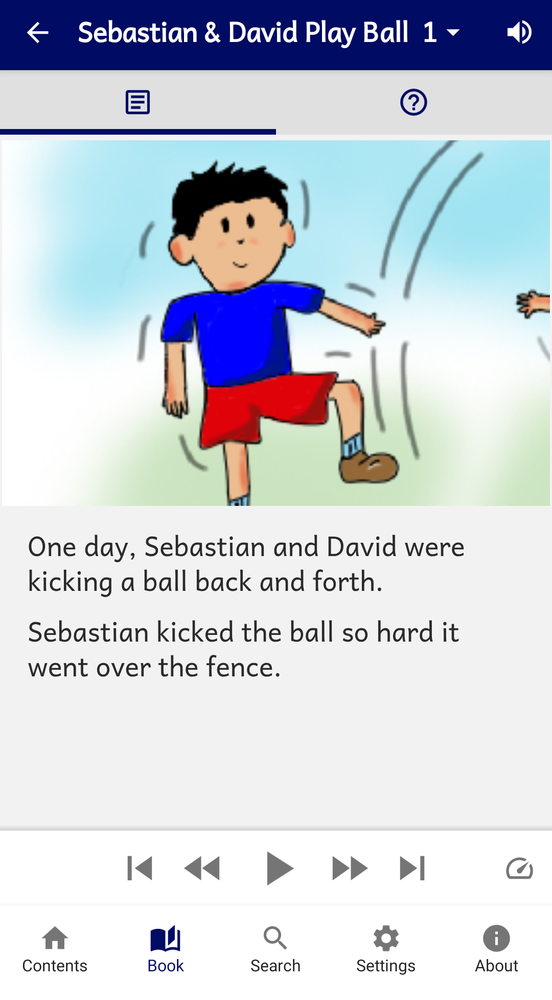 Sebastian & David Play Ball 1
One day, Sebastian and David were
kicking a ball back and forth.
Sebastian kicked the ball so hard it
went over the fence.
Contents
Book
Search
Settings
About